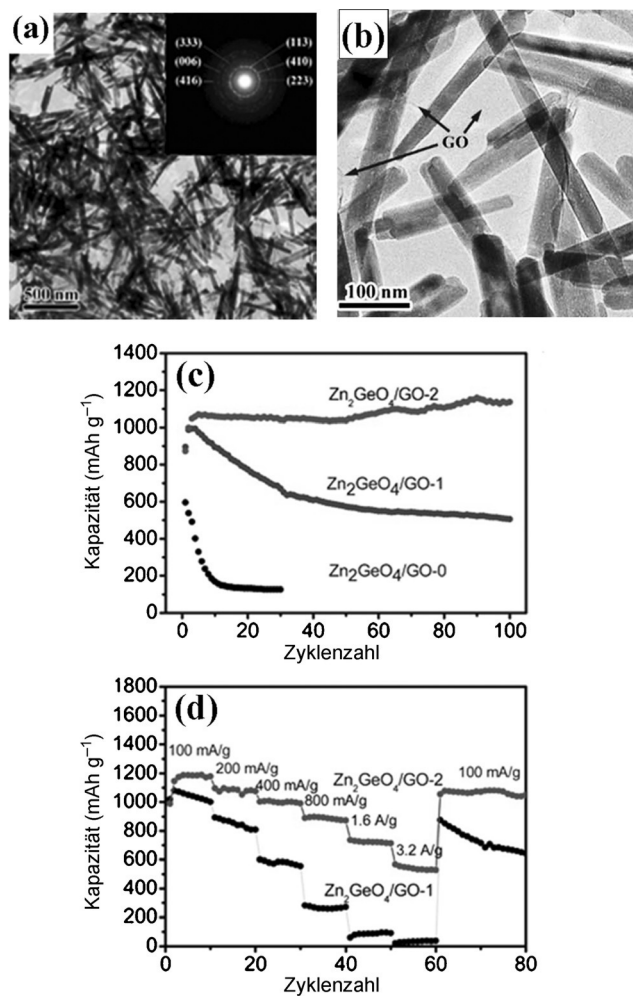 (a)
(333)
(113)
(006)
(410)
(416)
(223)
500 nm
(b)
GO
100 nm
(c)
Kapazität (mAh g⁻¹)
1400
1200
1000
800
600
400
200
0
Zn₂GeO₄/GO-2
Zn₂GeO₄/GO-1
Zn₂GeO₄/GO-0
0 20 40 60 80 100
Zyklenzahl
(d)
Kapazität (mAh g⁻¹)
1800
1600
1400
1200
1000
800
600
400
200
0
100 mA/g
200 mA/g
400 mA/g
800 mA/g
1.6 A/g
3.2 A/g
100 mA/g
Zn₂GeO₄/GO-2
Zn₂GeO₄/GO-1
0 20 40 60 80
Zyklenzahl